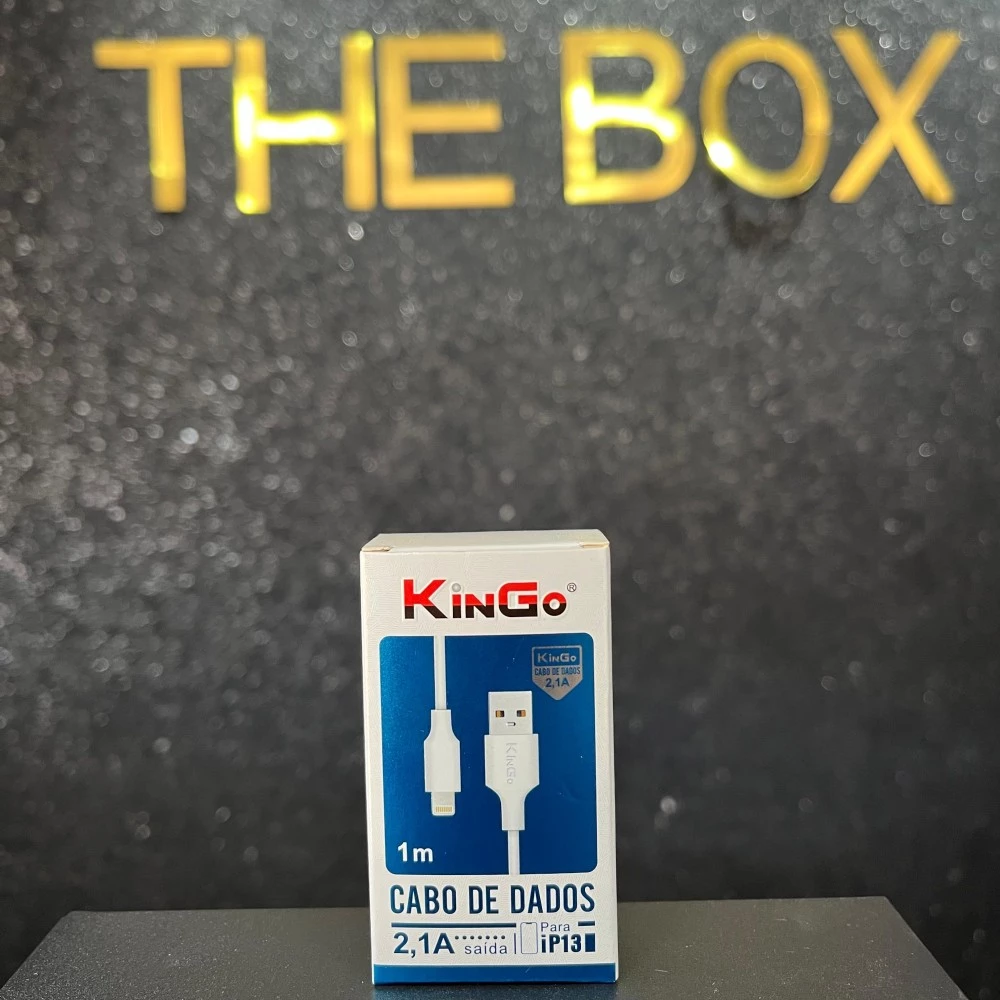 THE BOX
KINGO®
KINGO
CABO DE DADOS
2,1A
KINGO
1m
CABO DE DADOS
2,1A saída Para iP13